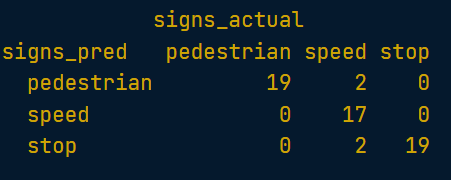 signs_actual
signs_pred pedestrian speed stop
pedestrian 19 2 0
speed 0 17 0
stop 0 2 19